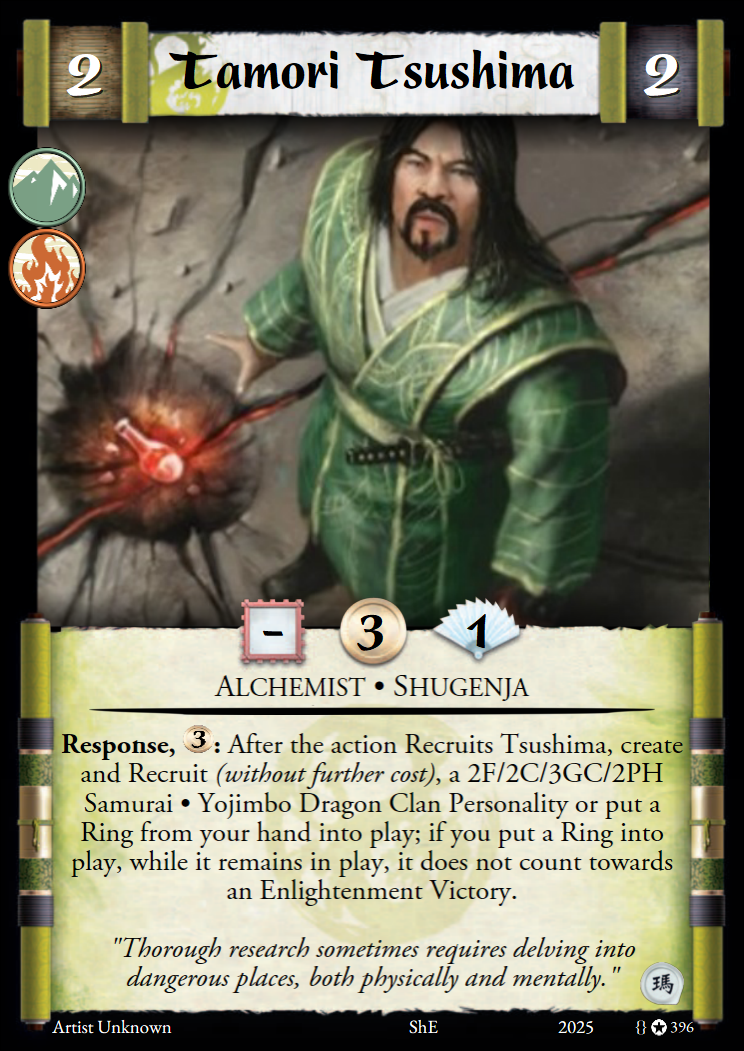 2 Tamori Tsushima 2
- 3 1
Alchemist • Shugenja
Response, 3: After the action Recruits Tsushima, create
and Recruit (without further cost), a 2F/2C/3GC/2PH
Samurai • Yojimbo Dragon Clan Personality or put a
Ring from your hand into play; if you put a Ring into
play, while it remains in play, it does not count towards
an Enlightenment Victory.
"Thorough research sometimes requires delving into
dangerous places, both physically and mentally."
瑪
Artist Unknown ShE 2025 {} ✪ 396